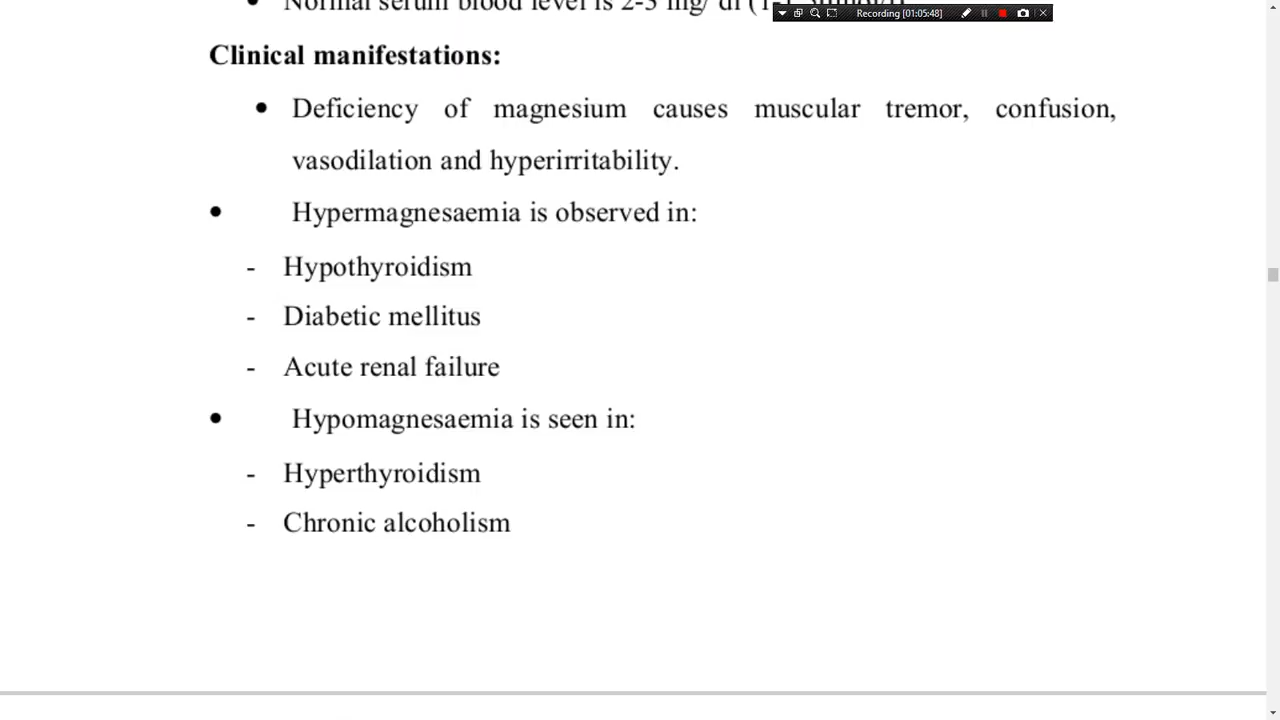 Normal serum blood level is 2-3 mg/ dl (1-
Recording [01:05:48]
Clinical manifestations:
• Deficiency of magnesium causes muscular tremor, confusion,
vasodilation and hyperirritability.
• Hypermagnesaemia is observed in:
- Hypothyroidism
- Diabetic mellitus
- Acute renal failure
• Hypomagnesaemia is seen in:
- Hyperthyroidism
- Chronic alcoholism